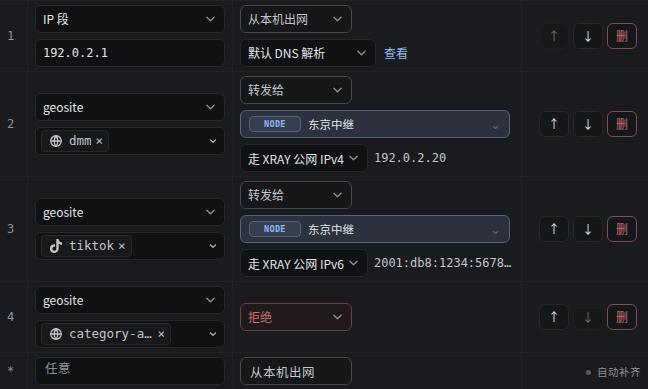 1 IP 段 从本机出网 ↑ ↓ 删
192.0.2.1 默认 DNS 解析 查看
转发给
2 geosite NODE 东京中继 ↑ ↓ 删
dmm × 走 XRAY 公网 IPv4 192.0.2.20
转发给
3 geosite NODE 东京中继 ↑ ↓ 删
tiktok × 走 XRAY 公网 IPv6 2001:db8:1234:5678…
geosite
4 拒绝 ↑ ↓ 删
category-a… ×
* 任意 从本机出网 自动补齐